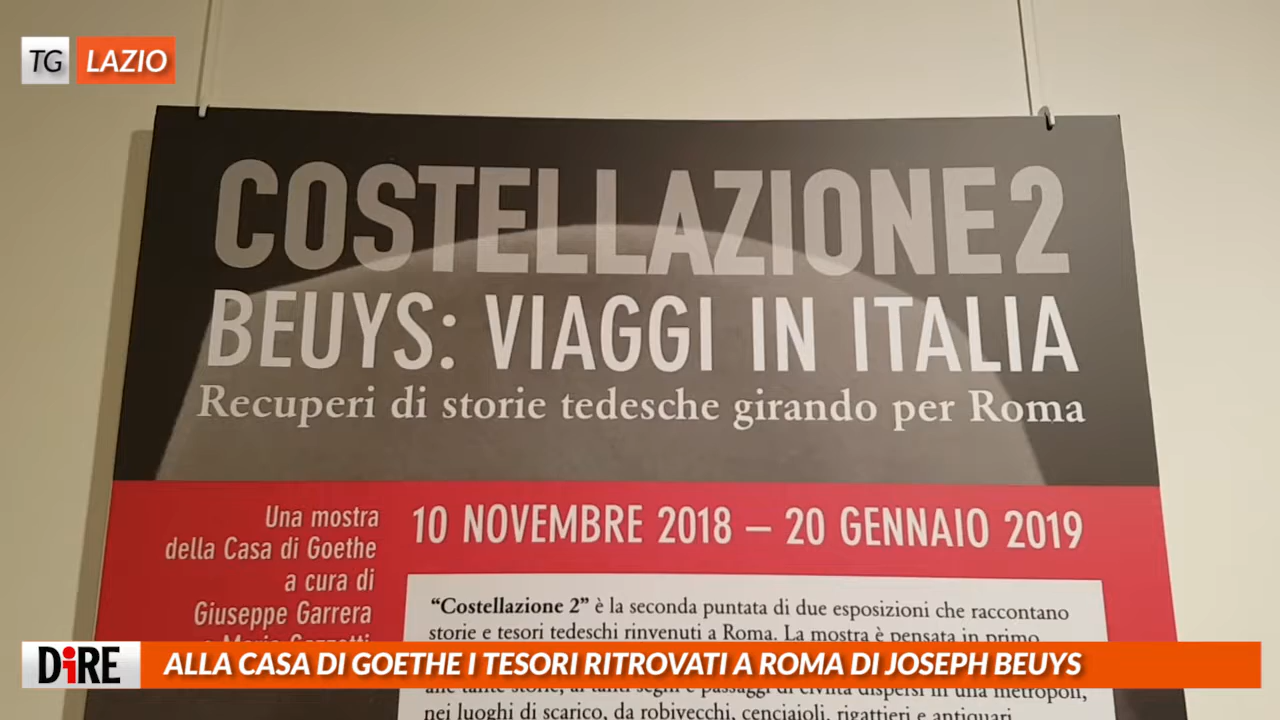 TG LAZIO
COSTELLAZIONE 2
BEUYS: VIAGGI IN ITALIA
Recuperi di storie tedesche girando per Roma
Una mostra
della Casa di Goethe
a cura di
Giuseppe Garrera
10 NOVEMBRE 2018 – 20 GENNAIO 2019
“Costellazione 2” è la seconda puntata di due esposizioni che raccontano
storie e tesori tedeschi rinvenuti a Roma. La mostra è pensata in primo
DiRE
ALLA CASA DI GOETHE I TESORI RITROVATI A ROMA DI JOSEPH BEUYS
nei luoghi di scarico, da robivecchi, cenciaioli, rigattieri e antiquari